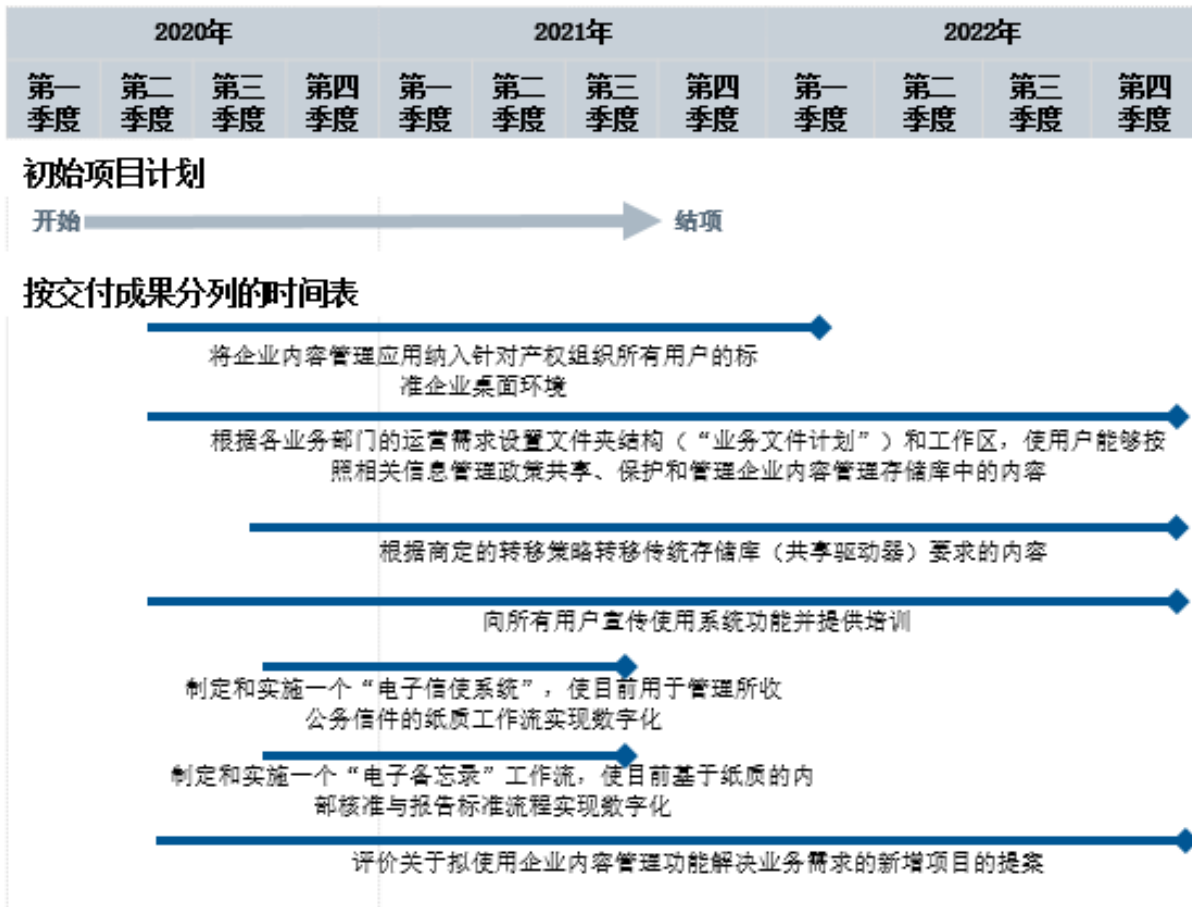 2020年 2021年 2022年
第一 第二 第三 第四 第一 第二 第三 第四 第一 第二 第三 第四
季度 季度 季度 季度 季度 季度 季度 季度 季度 季度 季度 季度
初始项目计划
开始 结项
按交付成果分列的时间表
将企业内容管理应用纳入针对产权组织所有用户的标
准企业桌面环境
根据各业务部门的运营需求设置文件夹结构（“业务文件计划”）和工作区，使用户能够按
照相关信息管理政策共享、保护和管理企业内容管理存储库中的内容
根据商定的转移策略转移传统存储库（共享驱动器）要求的内容
向所有用户宣传使用系统功能并提供培训
制定和实施一个“电子信使系统”，使目前用于管理所收
公务信件的纸质工作流实现数字化
制定和实施一个“电子备忘录”工作流，使目前基于纸质的内
部核准与报告标准流程实现数字化
评价关于拟使用企业内容管理功能解决业务需求的新增项目的提案